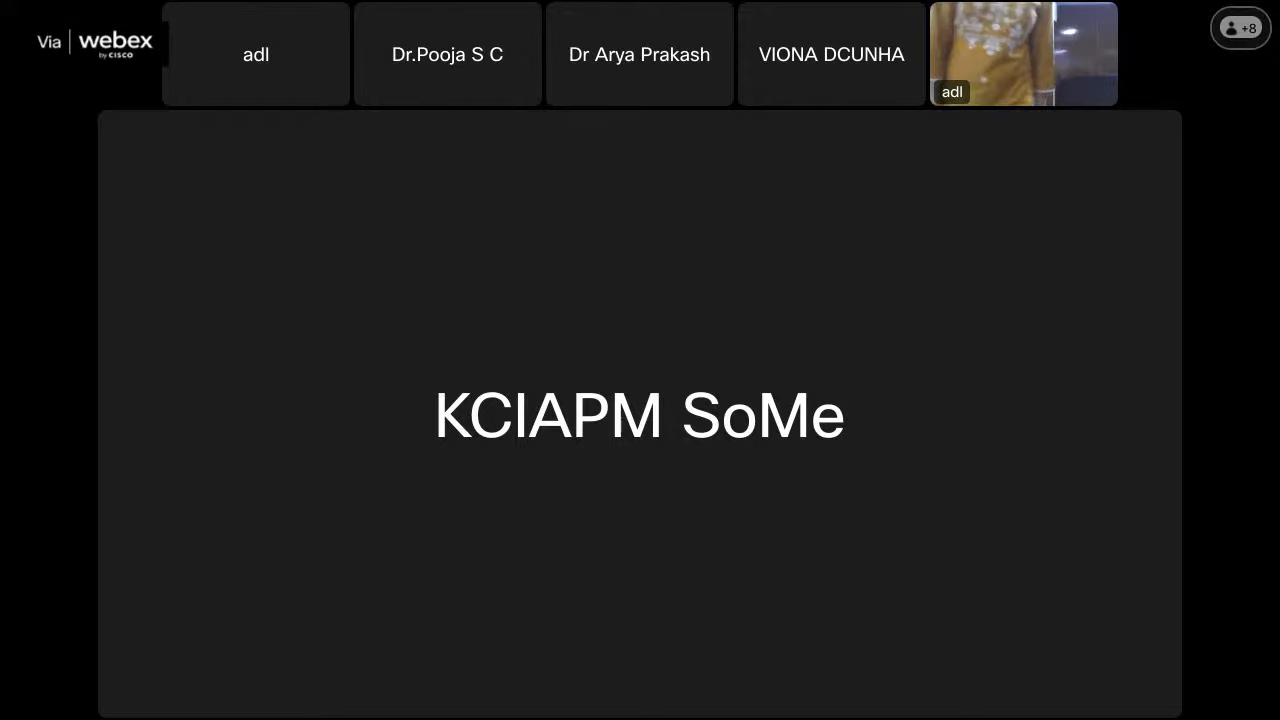 Via webex
by CISCO
adl
Dr.Pooja S C
Dr Arya Prakash
VIONA DCUNHA
adl
+8
KCIAPM SoMe